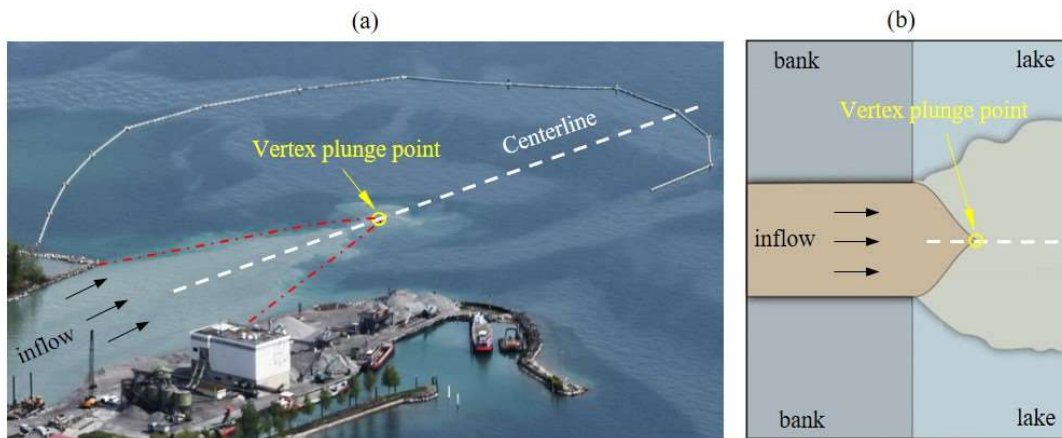 (a)
(b)
Vertex plunge point
Centerline
inflow
bank
lake
Vertex plunge point
inflow
bank
lake